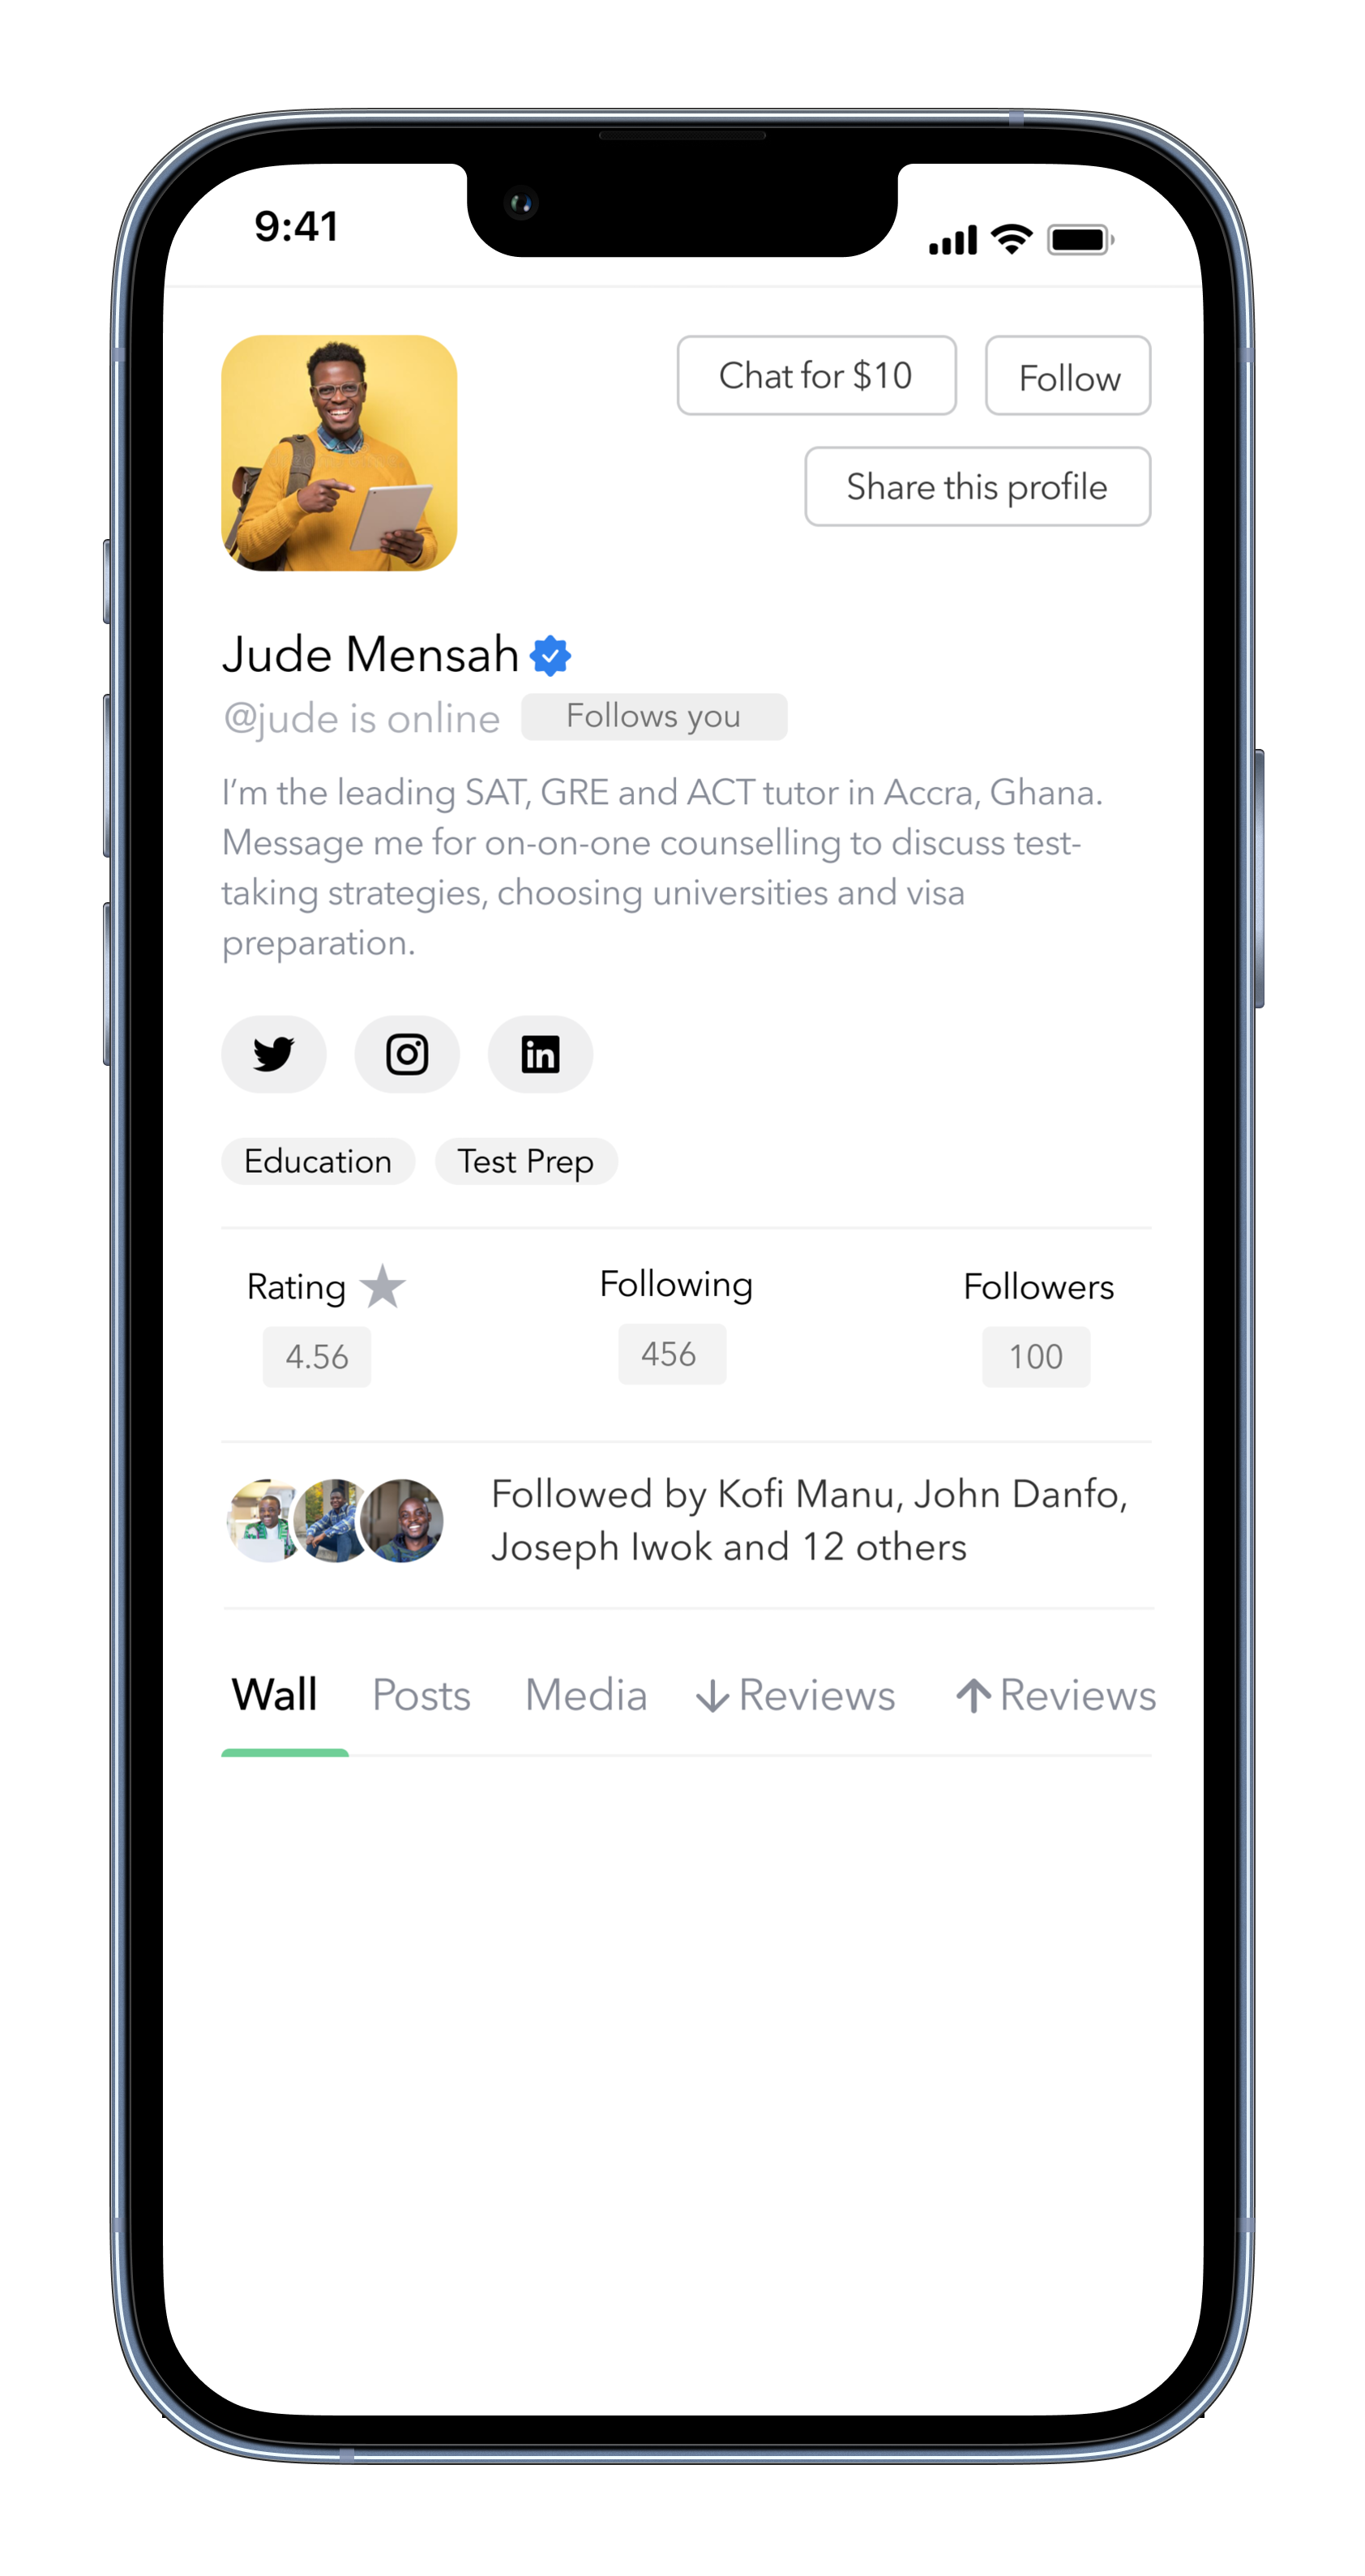 9:41
Chat for $10
Follow
Share this profile
Jude Mensah
@jude is online
Follows you
I’m the leading SAT, GRE and ACT tutor in Accra, Ghana.
Message me for on-on-one counselling to discuss test-
taking strategies, choosing universities and visa
preparation.
in
Education
Test Prep
Rating
Following
Followers
4.56
456
100
Followed by Kofi Manu, John Danfo,
Joseph Iwok and 12 others
Wall
Posts
Media
↓Reviews
↑Reviews